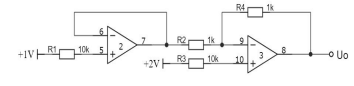 R4 1k
6 2 7 R2 1k 9 3 8 Uo
+1V R1 10k 5 +2V R3 10k 10